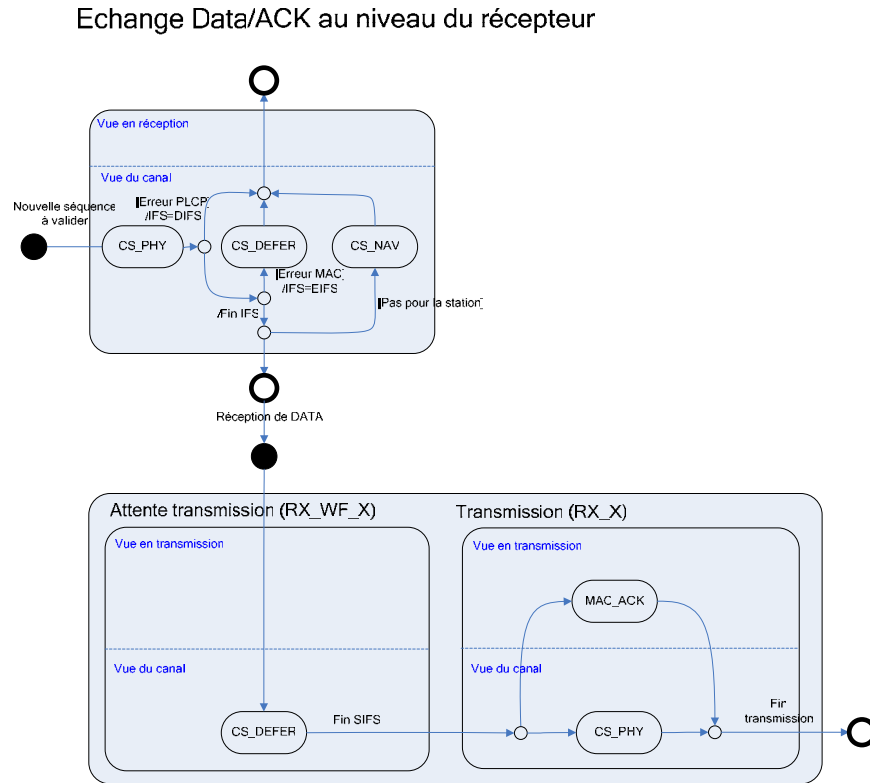 Echange Data/ACK au niveau du récepteur
Vue en réception
Vue du canal
Nouvelle séquence
à valider
[Erreur PLCP]
/IFS=DIFS
CS_PHY
CS_DEFER
CS_NAV
[Erreur MAC]
/IFS=EIFS
/Fin IFS
[Pas pour la station]
Réception de DATA
Attente transmission (RX_WF_X)
Transmission (RX_X)
Vue en transmission
Vue en transmission
MAC_ACK
Vue du canal
Vue du canal
CS_DEFER
Fin SIFS
CS_PHY
Fin
transmission